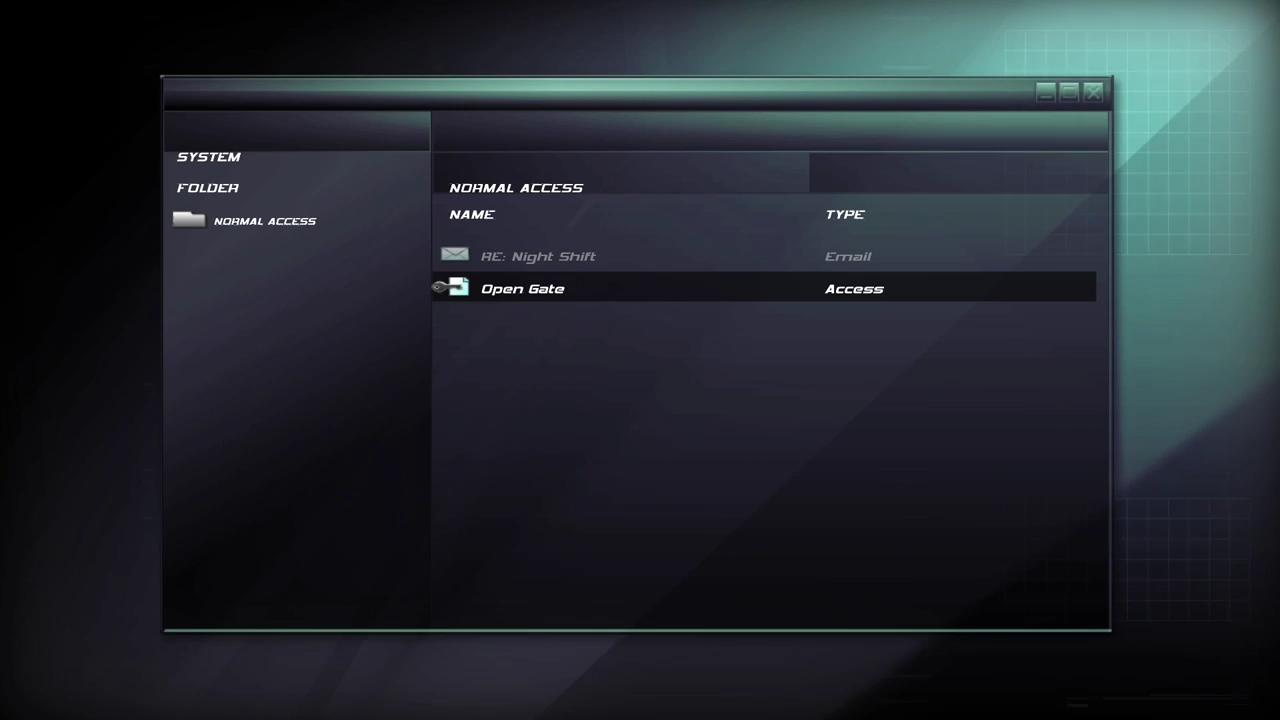 SYSTEM
FOLDER
NORMAL ACCESS
NORMAL ACCESS
NAME TYPE
RE: Night Shift Email
Open Gate Access